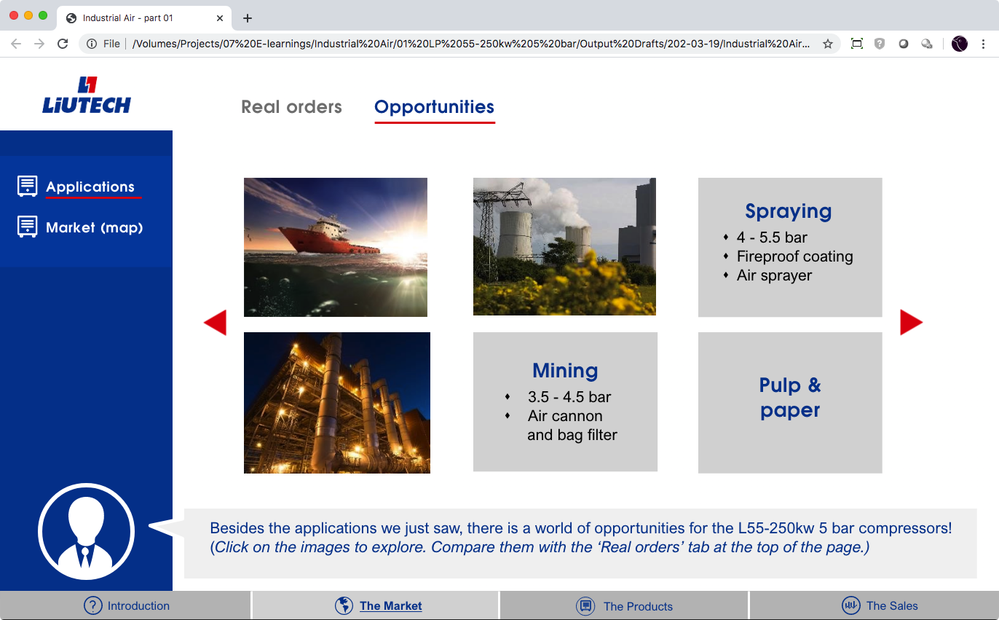 Industrial Air - part 01
File
/Volumes/Projects/07%20E-learnings/Industrial%20Air/01%20LP%2055-250kw%205%20bar/Output%20Drafts/202-03-19/Industrial%20Air...
LiUTECH
Real orders
Opportunities
Applications
Market (map)
Spraying
♦ 4 - 5.5 bar
♦ Fireproof coating
♦ Air sprayer
Mining
♦ 3.5 - 4.5 bar
♦ Air cannon
and bag filter
Pulp &
paper
Besides the applications we just saw, there is a world of opportunities for the L55-250kw 5 bar compressors!
(Click on the images to explore. Compare them with the ‘Real orders’ tab at the top of the page.)
Introduction
The Market
The Products
The Sales